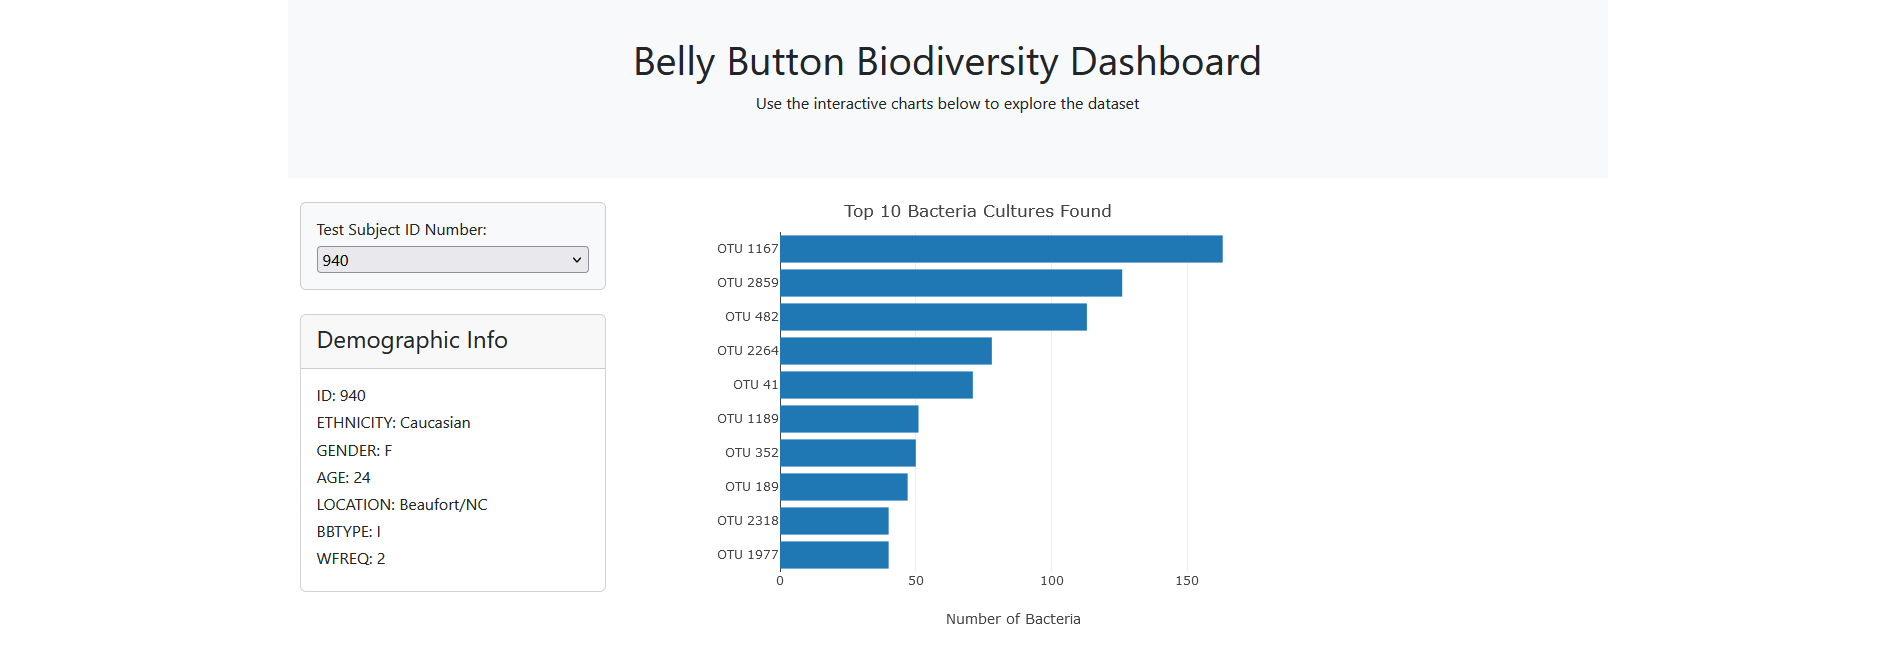 Belly Button Biodiversity Dashboard
Use the interactive charts below to explore the dataset
Test Subject ID Number:
940
Demographic Info
ID: 940
ETHNICITY: Caucasian
GENDER: F
AGE: 24
LOCATION: Beaufort/NC
BBTYPE: I
WFREQ: 2
Top 10 Bacteria Cultures Found
OTU 1167
OTU 2859
OTU 482
OTU 2264
OTU 41
OTU 1189
OTU 352
OTU 189
OTU 2318
OTU 1977
0 50 100 150
Number of Bacteria